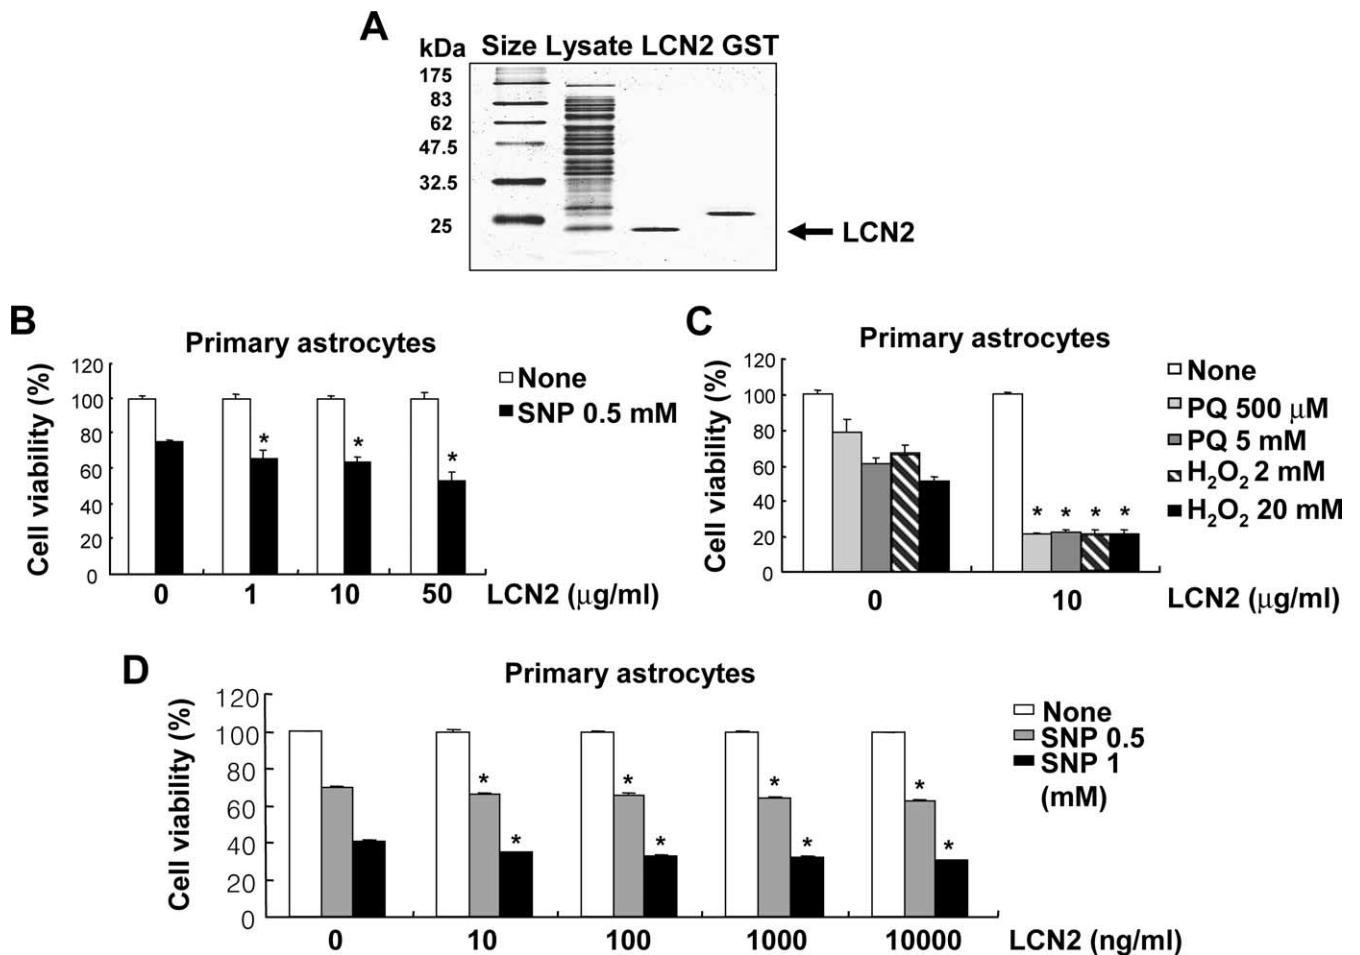 A
kDa Size Lysate LCN2 GST
175
83
62
47.5
32.5
25
LCN2
B
Primary astrocytes
Cell viability (%)
120
100
80
60
40
20
0
None
SNP 0.5 mM
* * *
0 1 10 50 LCN2 (μg/ml)
C
Primary astrocytes
Cell viability (%)
120
100
80
60
40
20
0
None
PQ 500 μM
PQ 5 mM
H₂O₂ 2 mM
H₂O₂ 20 mM
* * * *
0 10 LCN2 (μg/ml)
D
Primary astrocytes
Cell viability (%)
120
100
80
60
40
20
0
None
SNP 0.5
SNP 1
(mM)
* * * *
* * * *
0 10 100 1000 10000 LCN2 (ng/ml)